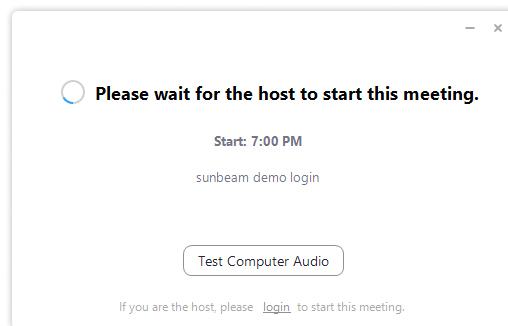 Please wait for the host to start this meeting.
Start: 7:00 PM
sunbeam demo login
Test Computer Audio
If you are the host, please login to start this meeting.